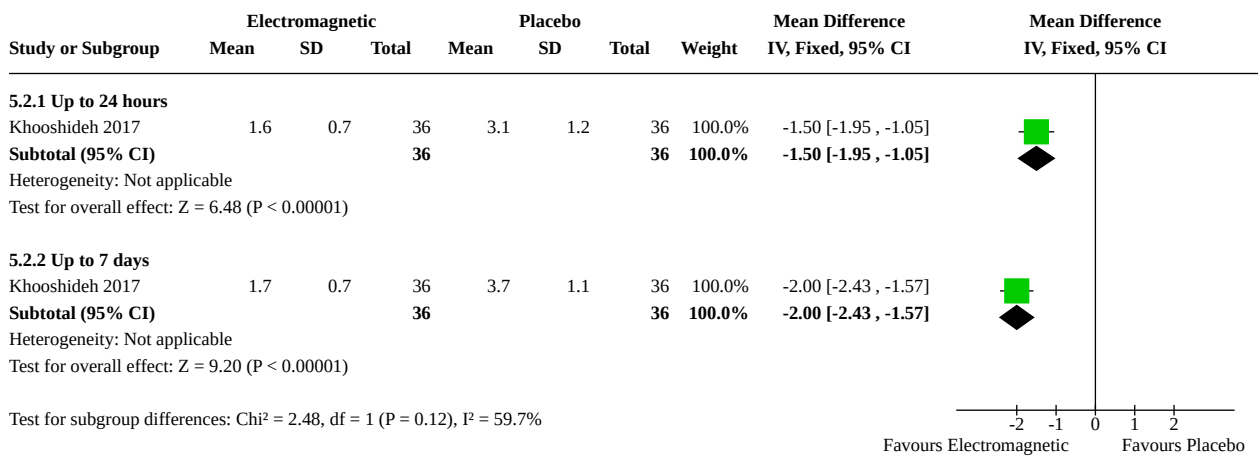 Electromagnetic Placebo Mean Difference Mean Difference
Study or Subgroup Mean SD Total Mean SD Total Weight IV, Fixed, 95% CI IV, Fixed, 95% CI
5.2.1 Up to 24 hours
Khooshideh 2017 1.6 0.7 36 3.1 1.2 36 100.0% -1.50 [-1.95 , -1.05]
Subtotal (95% CI) 36 36 100.0% -1.50 [-1.95 , -1.05]
Heterogeneity: Not applicable
Test for overall effect: Z = 6.48 (P < 0.00001)
5.2.2 Up to 7 days
Khooshideh 2017 1.7 0.7 36 3.7 1.1 36 100.0% -2.00 [-2.43 , -1.57]
Subtotal (95% CI) 36 36 100.0% -2.00 [-2.43 , -1.57]
Heterogeneity: Not applicable
Test for overall effect: Z = 9.20 (P < 0.00001)
Test for subgroup differences: Chi² = 2.48, df = 1 (P = 0.12), I² = 59.7%
-2 -1 0 1 2
Favours Electromagnetic Favours Placebo